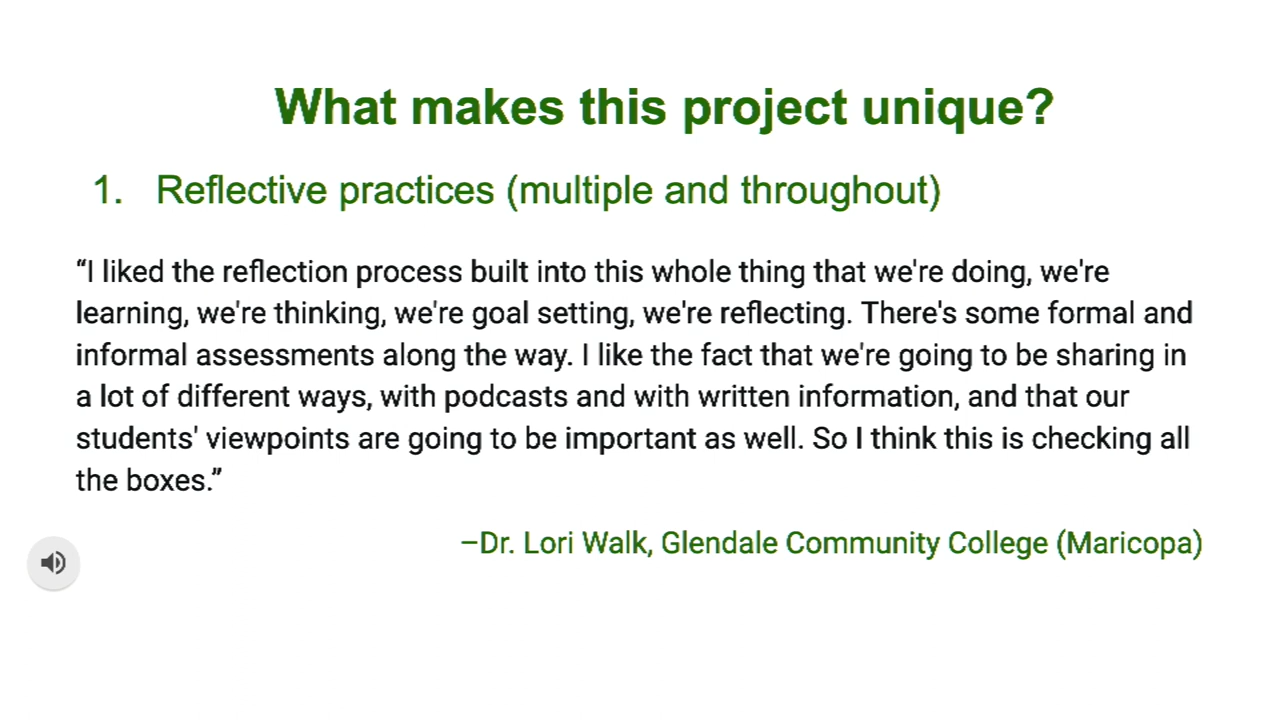 What makes this project unique?
1. Reflective practices (multiple and throughout)
“I liked the reflection process built into this whole thing that we're doing, we're
learning, we're thinking, we're goal setting, we're reflecting. There's some formal and
informal assessments along the way. I like the fact that we're going to be sharing in
a lot of different ways, with podcasts and with written information, and that our
students' viewpoints are going to be important as well. So I think this is checking all
the boxes.”
–Dr. Lori Walk, Glendale Community College (Maricopa)